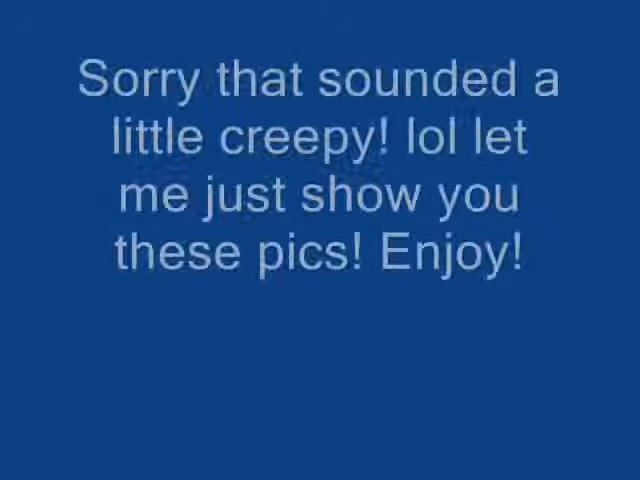 Sorry that sounded a
little creepy! lol let
me just show you
these pics! Enjoy!